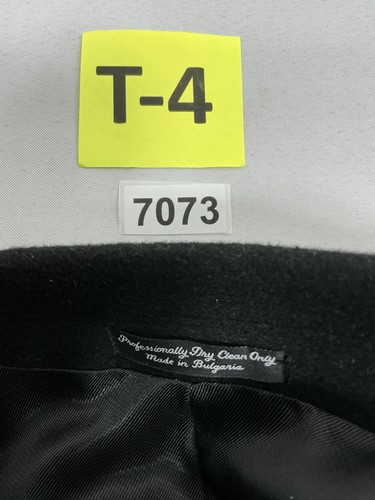 T-4
7073
Professionally Dry Clean Only
Made in Bulgaria